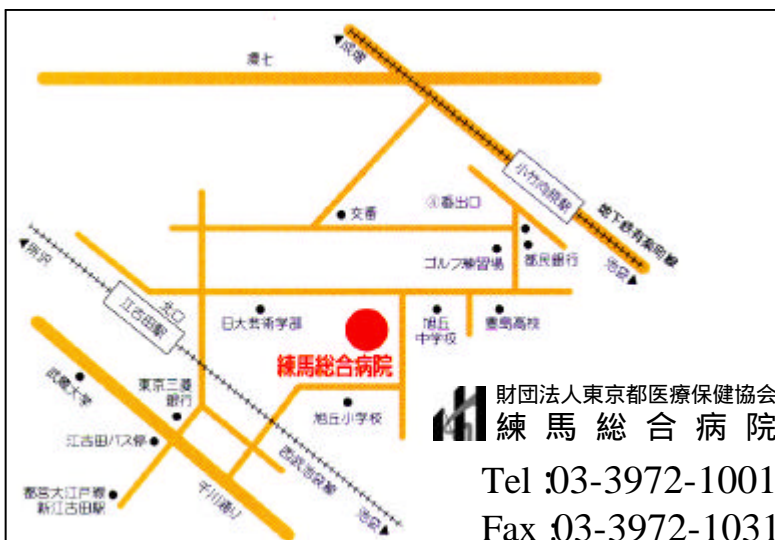 環七
▲成増
小竹向原駅
地下鉄有楽町線
池袋▲
交番
④番出口
ゴルフ練習場
都民銀行
▲所沢
江古田駅
北口
日大芸術学部
練馬総合病院
旭丘
中学校
豊島高校
武蔵大学
東京三菱
銀行
旭丘小学校
江古田バス停
西武池袋線
都営大江戸線
新江古田駅
千川通り
池袋▲
財団法人東京都医療保健協会
練馬総合病院
Tel :03-3972-1001
Fax :03-3972-1031